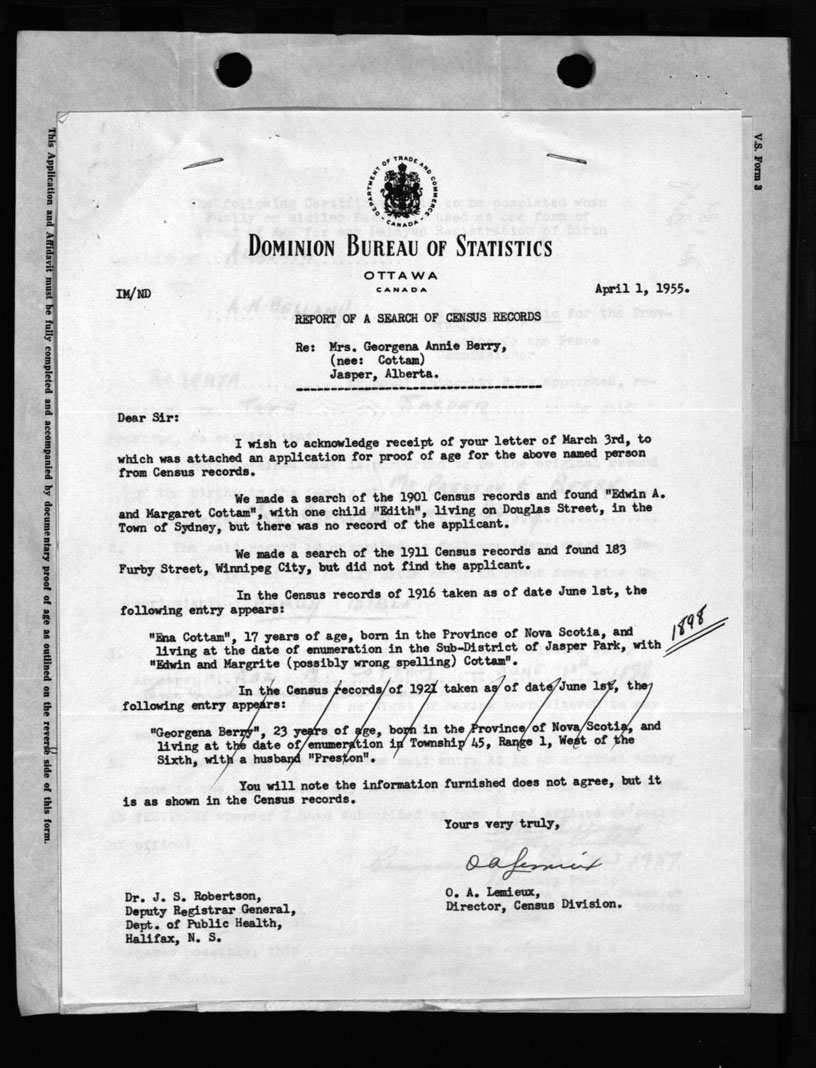 V.S. Form 3
This Application and Affidavit must be fully completed and accompanied by documentary proof of age as outlined on the reverse side of this form.
DEPARTMENT OF TRADE AND COMMERCE
CANADA
DOMINION BUREAU OF STATISTICS
OTTAWA
CANADA
IM/ND
April 1, 1955.
REPORT OF A SEARCH OF CENSUS RECORDS
Re: Mrs. Georgena Annie Berry,
(nee: Cottam)
Jasper, Alberta.
Dear Sir:
I wish to acknowledge receipt of your letter of March 3rd, to
which was attached an application for proof of age for the above named person
from Census records.
We made a search of the 1901 Census records and found "Edwin A.
and Margaret Cottam", with one child "Edith", living on Douglas Street, in the
Town of Sydney, but there was no record of the applicant.
We made a search of the 1911 Census records and found 183
Furby Street, Winnipeg City, but did not find the applicant.
In the Census records of 1916 taken as of date June 1st, the
following entry appears:
"Ena Cottam", 17 years of age, born in the Province of Nova Scotia, and
living at the date of enumeration in the Sub-District of Jasper Park, with
"Edwin and Margrite (possibly wrong spelling) Cottam".
1898
In the Census records of 1921 taken as of date June 1st, the
following entry appears:
"Georgena Berry", 23 years of age, born in the Province of Nova Scotia, and
living at the date of enumeration in Township 45, Range 1, West of the
Sixth, with a husband "Preston".
You will note the information furnished does not agree, but it
is as shown in the Census records.
Yours very truly,
O A Lemieux
O. A. Lemieux,
Director, Census Division.
Dr. J. S. Robertson,
Deputy Registrar General,
Dept. of Public Health,
Halifax, N. S.